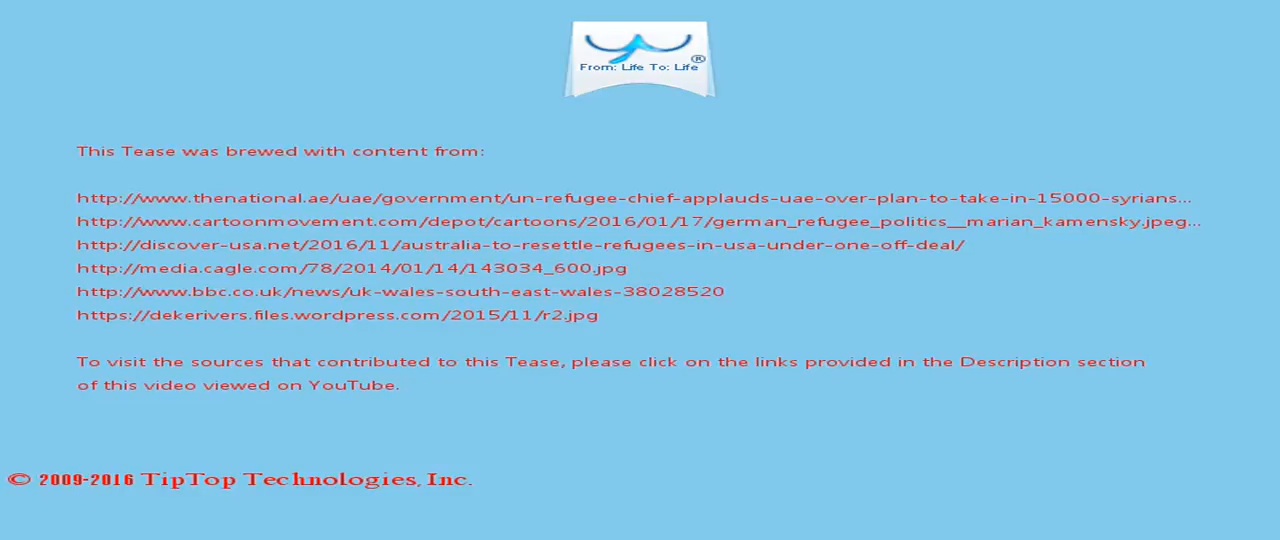 From: Life To: Life®
This Tease was brewed with content from:
http://www.thenational.ae/uae/government/un-refugee-chief-applauds-uae-over-plan-to-take-in-15000-syrians...
http://www.cartoonmovement.com/depot/cartoons/2016/01/17/german_refugee_politics__marian_kamensky.jpeg...
http://discover-usa.net/2016/11/australia-to-resettle-refugees-in-usa-under-one-off-deal/
http://media.cagle.com/78/2014/01/14/143034_600.jpg
http://www.bbc.co.uk/news/uk-wales-south-east-wales-38028520
https://dekerivers.files.wordpress.com/2015/11/r2.jpg
To visit the sources that contributed to this Tease, please click on the links provided in the Description section
of this video viewed on YouTube.
© 2009-2016 TipTop Technologies, Inc.